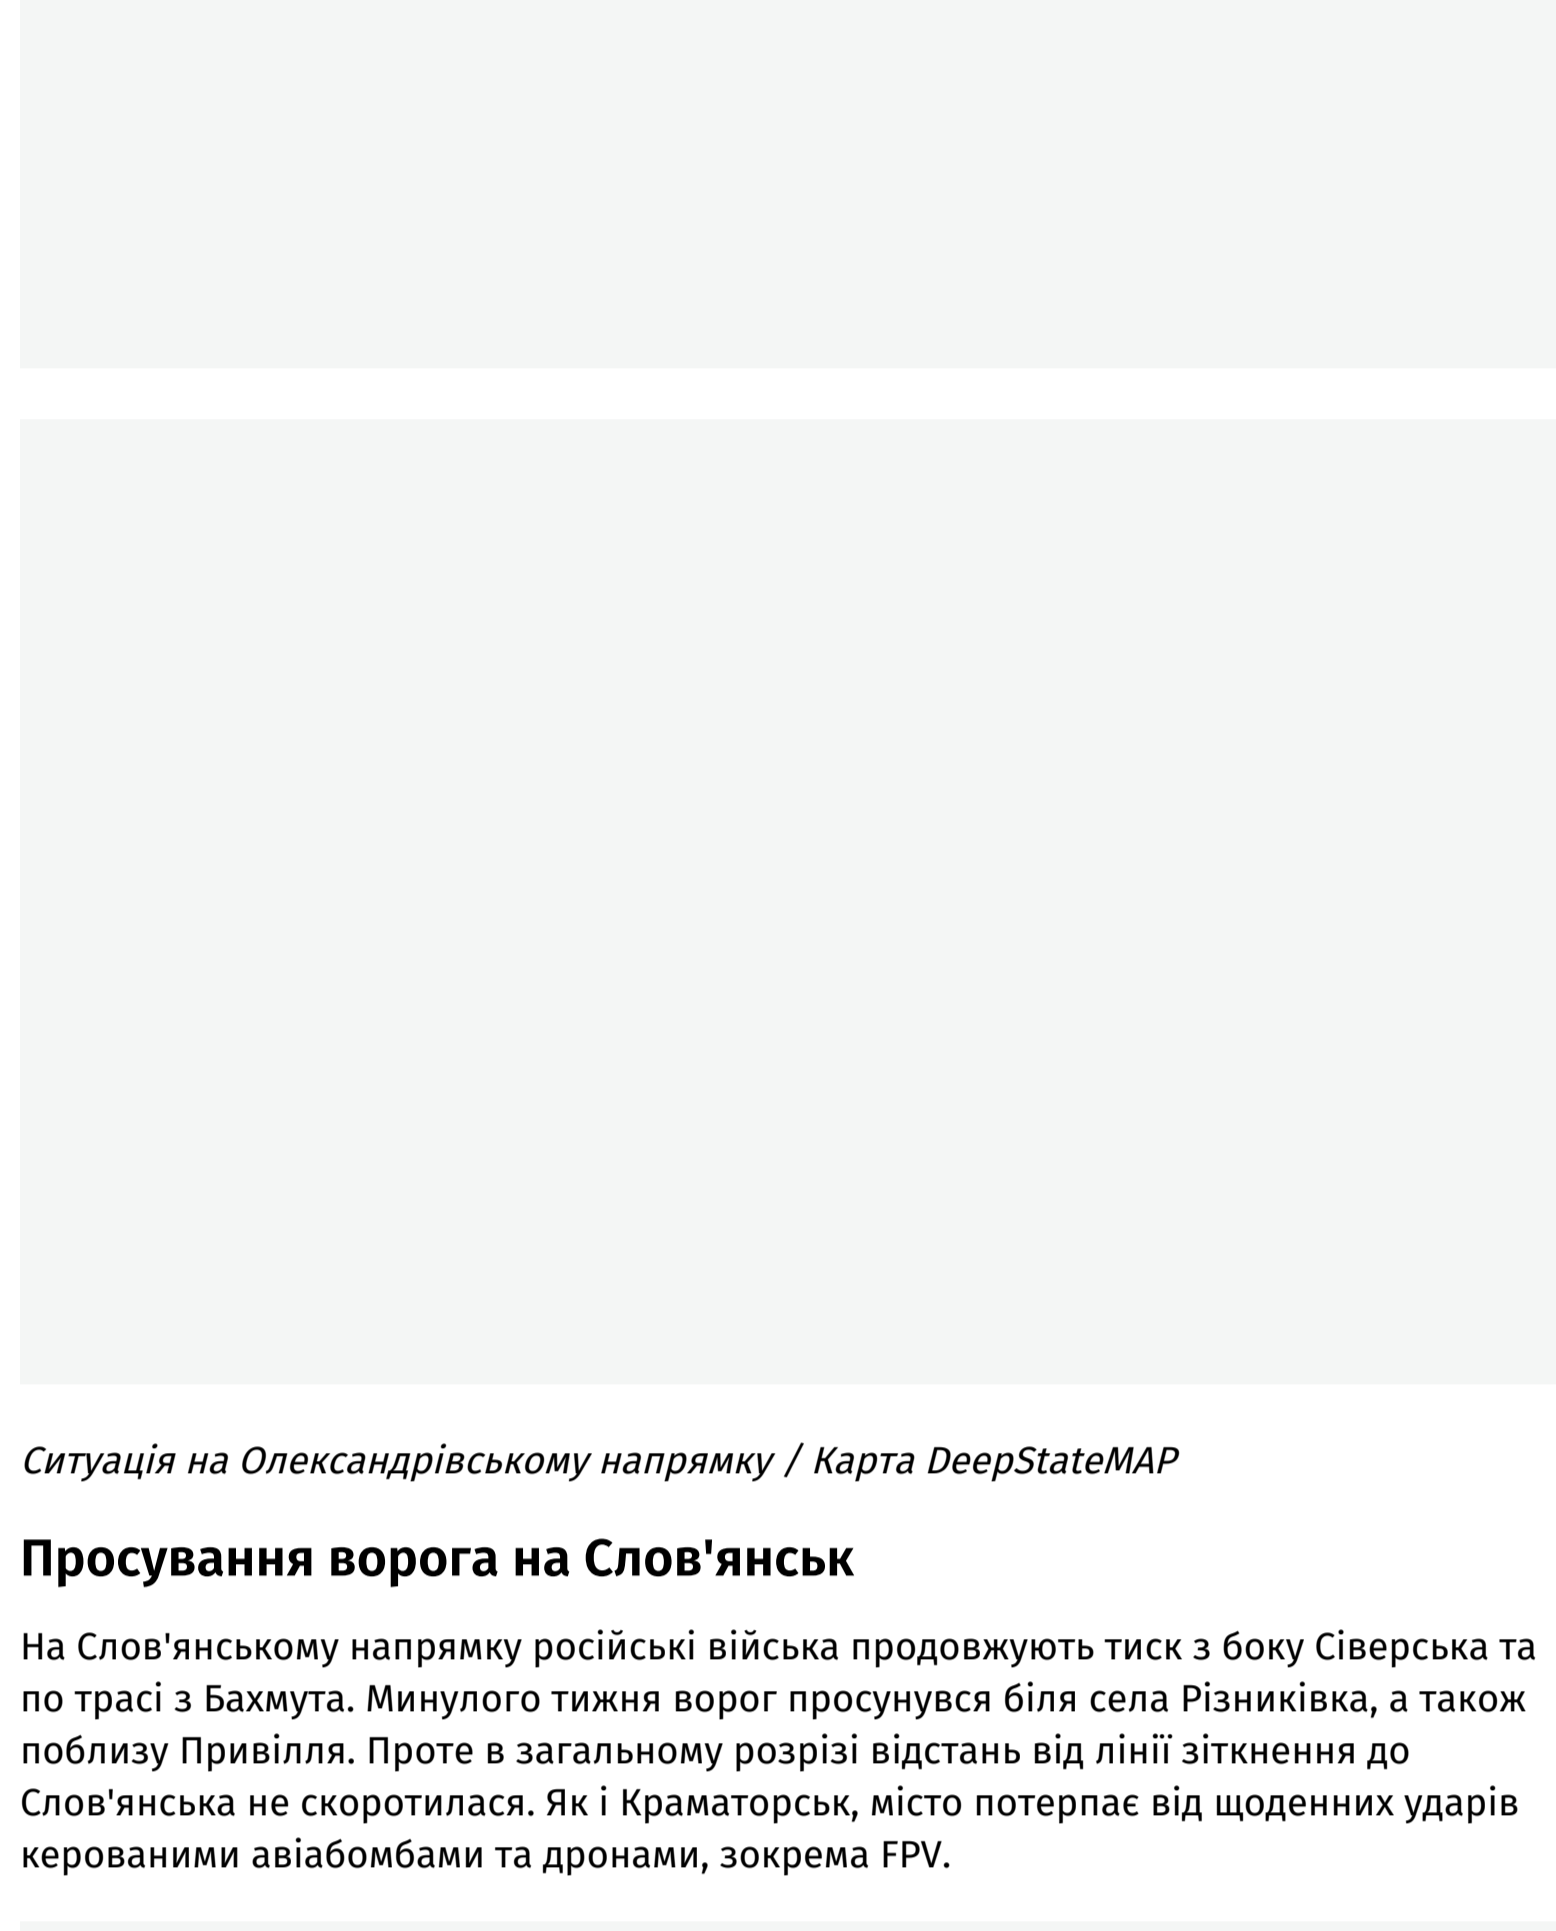 Ситуація на Олександрівському напрямку / Карта DeepStateMAP
Просування ворога на Слов'янськ
На Слов'янському напрямку російські війська продовжують тиск з боку Сіверська та
по трасі з Бахмута. Минулого тижня ворог просунувся біля села Різниківка, а також
поблизу Привілля. Проте в загальному розрізі відстань від лінії зіткнення до
Слов'янська не скоротилася. Як і Краматорськ, місто потерпає від щоденних ударів
керованими авіабомбами та дронами, зокрема FPV.